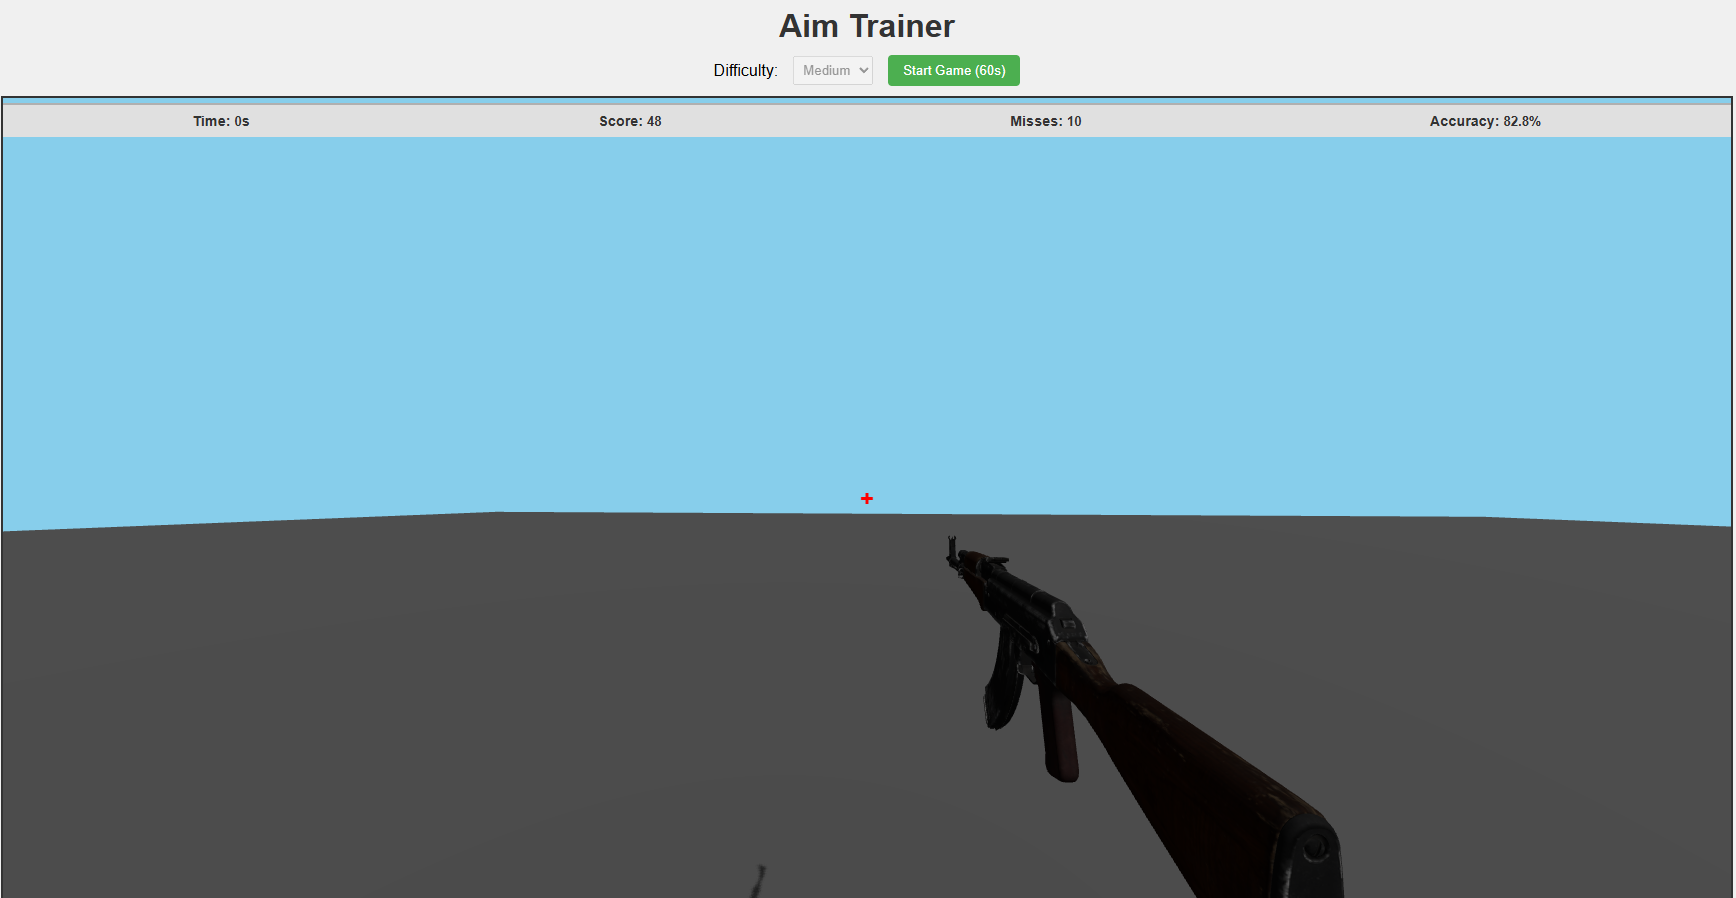 Aim Trainer
Difficulty: Medium Start Game (60s)
Time: 0s Score: 48 Misses: 10 Accuracy: 82.8%